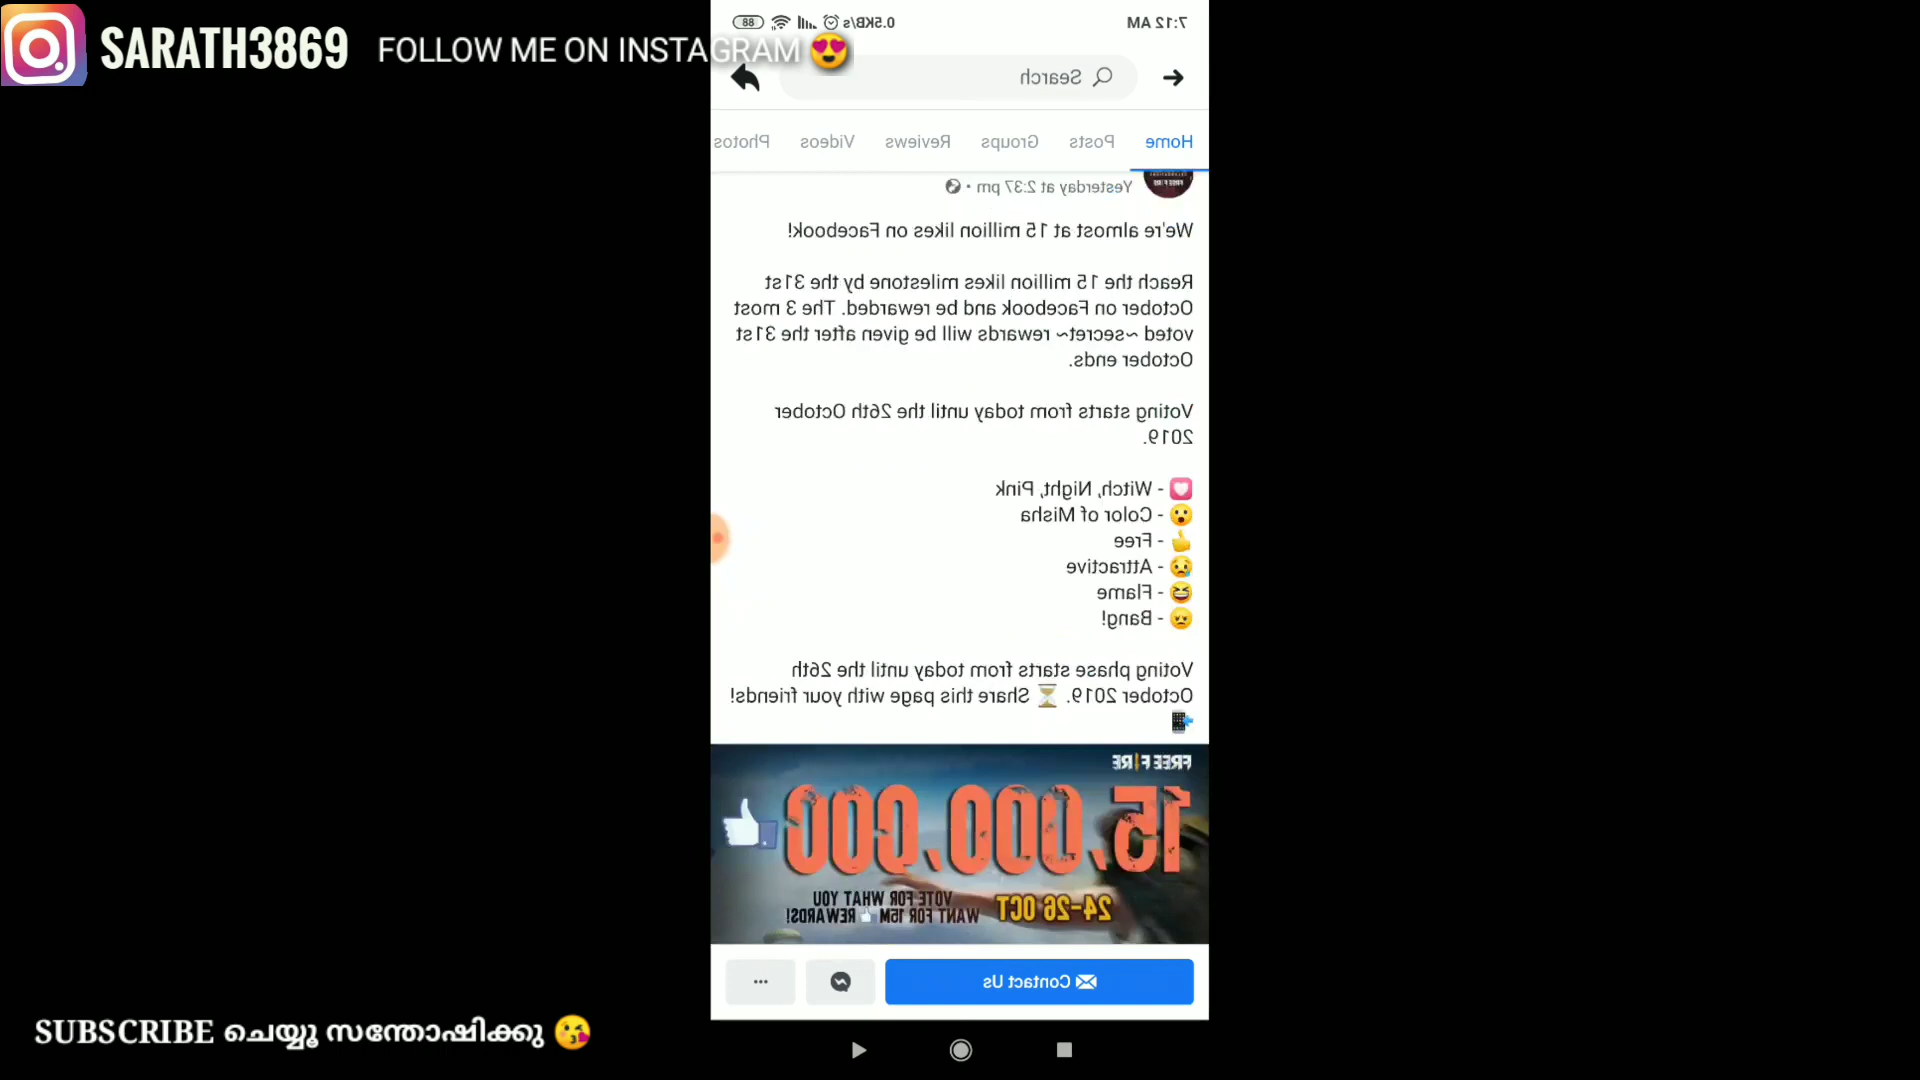 SARATH3869 FOLLOW ME ON INSTAGRAM 😍
7:12 AM 0.5KB/s 88
Search
Home Posts Groups Reviews Videos Photos
Yesterday at 2:37 pm •
We're almost at 15 million likes on Facebook!
Reach the 15 million likes milestone by the 31st
October on Facebook and be rewarded. The 3 most
voted ~secret~ rewards will be given after the 31st
October ends.
Voting starts from today until the 26th October
2019.
💟 - Witch, Night, Pink
😮 - Color of Misha
👍 - Free
😢 - Attractive
😆 - Flame
😠 - Bang!
Voting phase starts from today until the 26th
October 2019. ⏳ Share this page with your friends!
📲
FREE FIRE
15,000,000
24-26 OCT
VOTE FOR WHAT YOU
WANT FOR 15M 👍 REWARDS!
Contact Us
SUBSCRIBE ചെയ്യൂ സന്തോഷിക്കു 😘